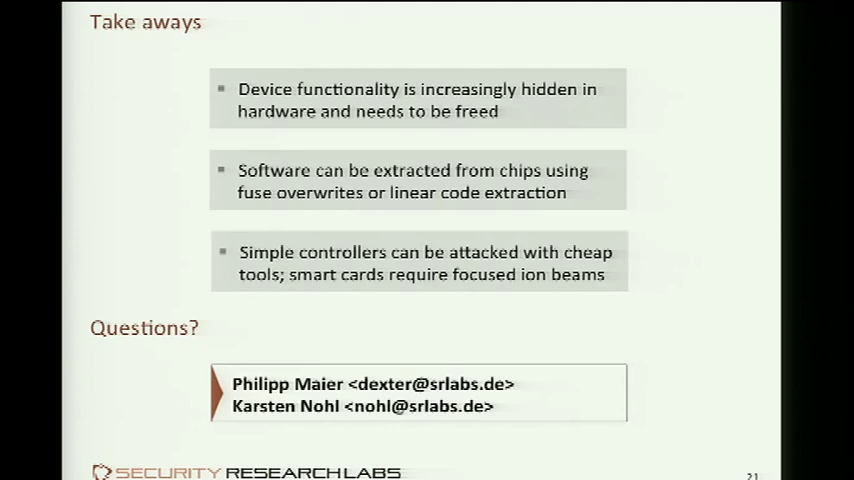 Take aways
Device functionality is increasingly hidden in
hardware and needs to be freed
Software can be extracted from chips using
fuse overwrites or linear code extraction
Simple controllers can be attacked with cheap
tools; smart cards require focused ion beams
Questions?
Philipp Maier <dexter@srlabs.de>
Karsten Nohl <nohl@srlabs.de>
SECURITY RESEARCH LABS
21